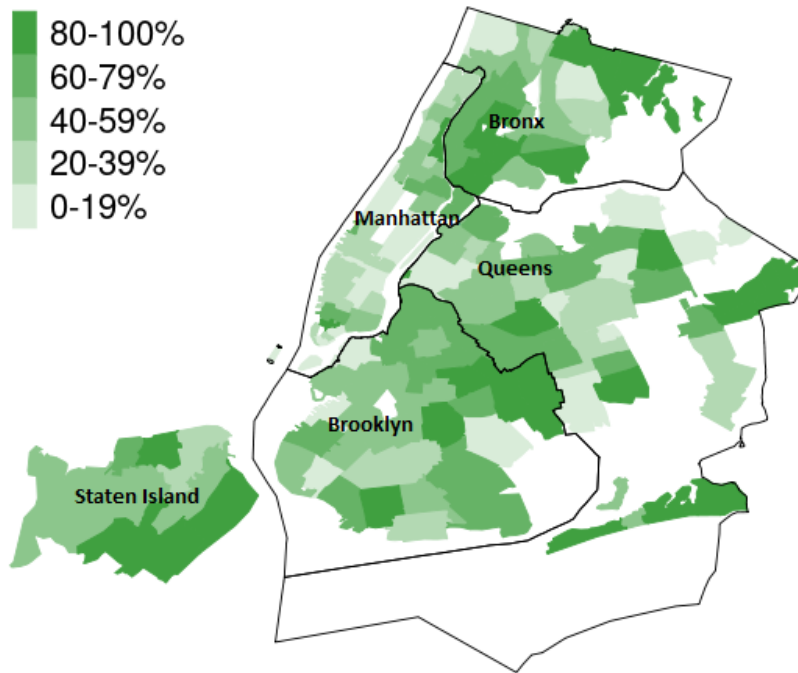 80-100%
60-79%
40-59%
20-39%
0-19%
Bronx
Manhattan
Queens
Brooklyn
Staten Island